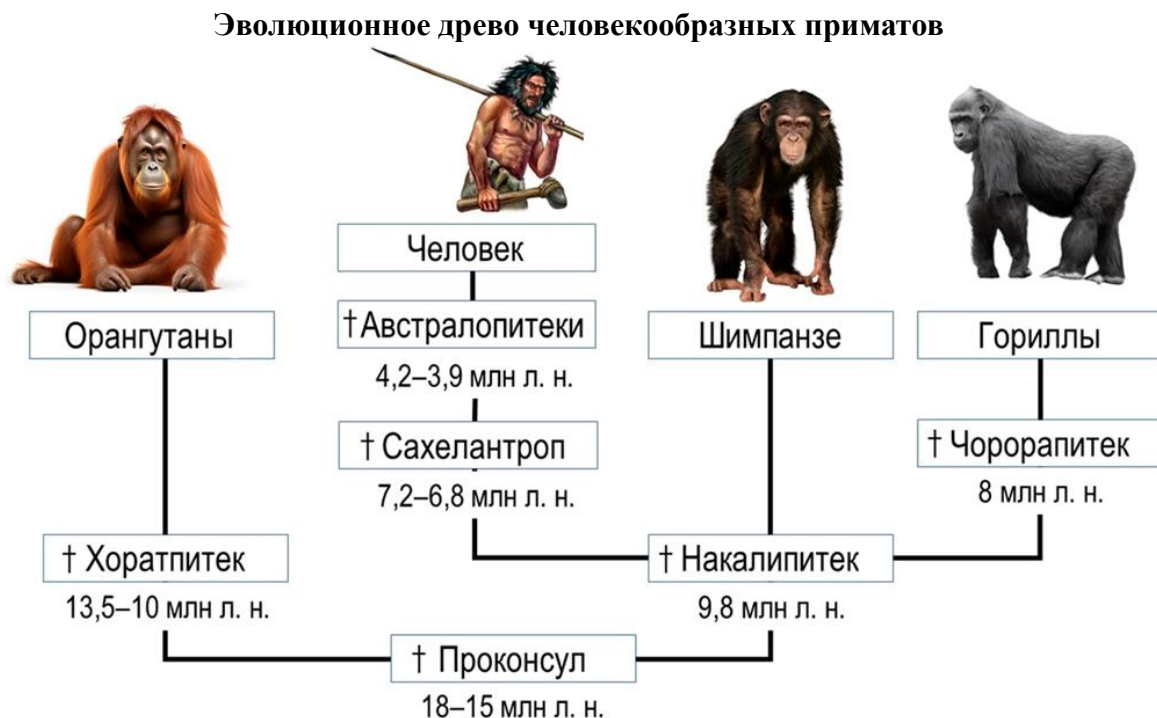 Эволюционное древо человекообразных приматов
Человек
Орангутаны
†Австралопитеки
Шимпанзе
Гориллы
4,2–3,9 млн л. н.
† Сахелантроп
† Чорорапитек
7,2–6,8 млн л. н.
8 млн л. н.
† Хоратпитек
† Накалипитек
13,5–10 млн л. н.
9,8 млн л. н.
† Проконсул
18–15 млн л. н.